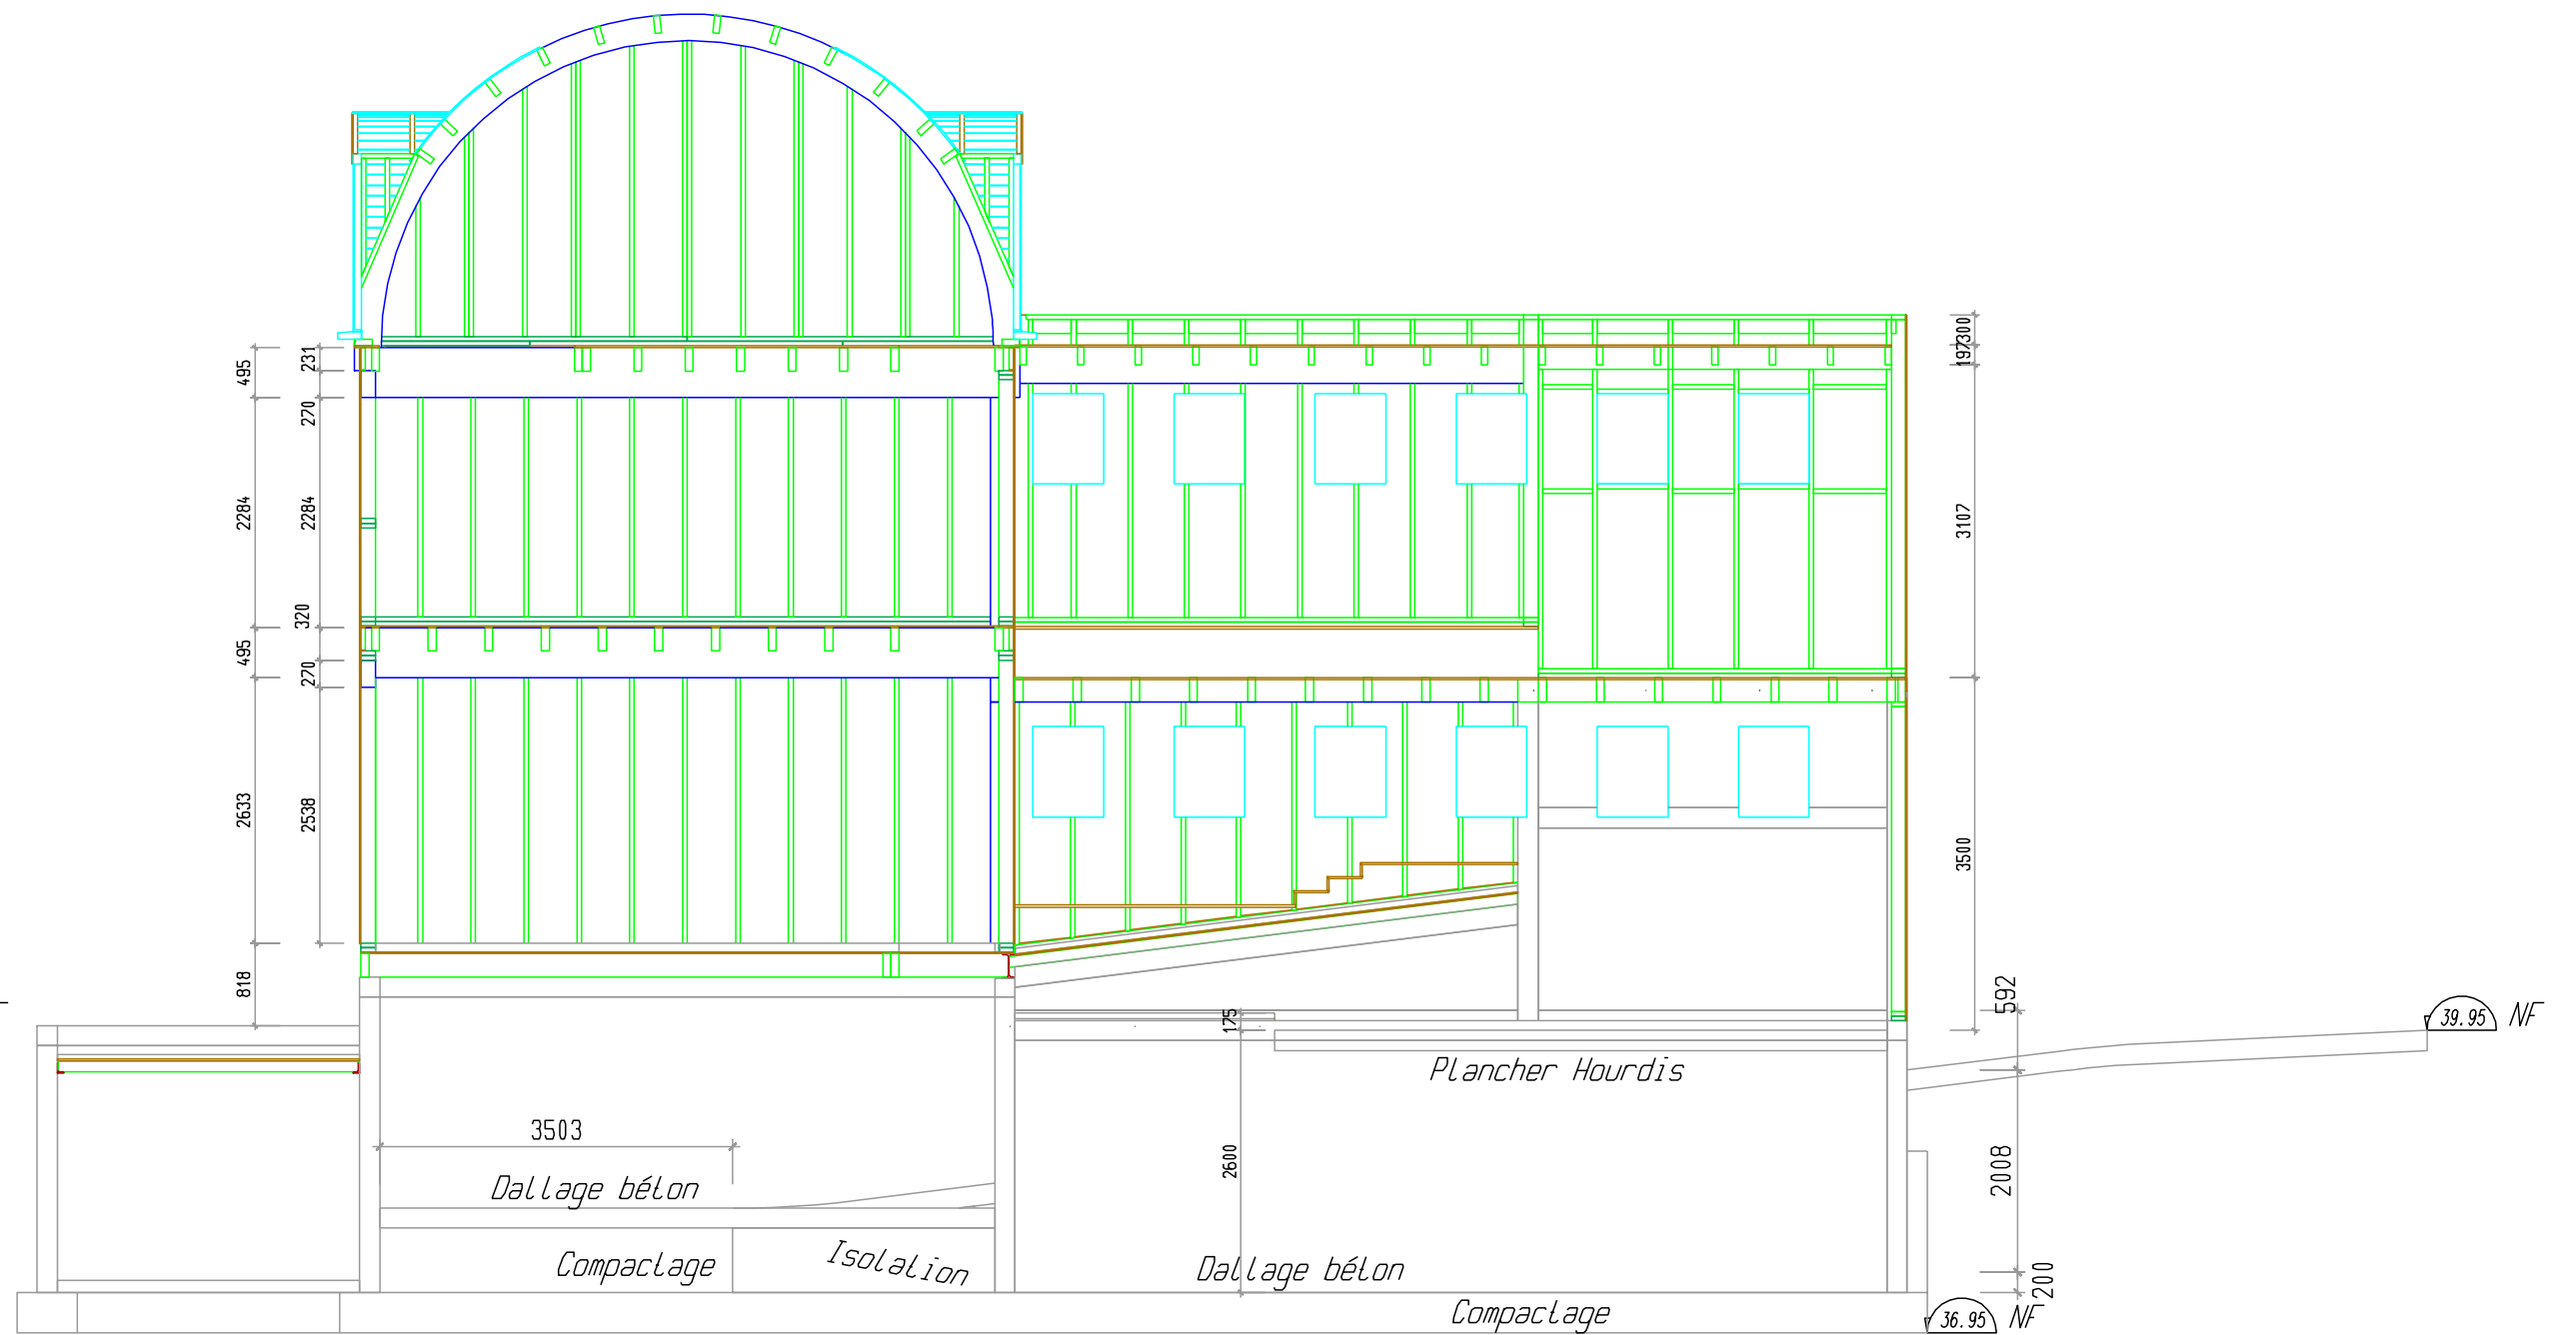 300
197
231
495
270
2284
2284
3107
320
495
270
2633
2538
3500
818
592
175
39.95 NF
Plancher Hourdis
3503
2600
2008
Dallage béton
Isolation
Compactage
Dallage béton
200
Compactage
36.95 NF